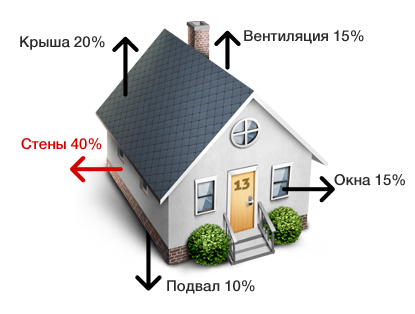 Вентиляция 15%
Крыша 20%
Стены 40%
Окна 15%
13
Подвал 10%